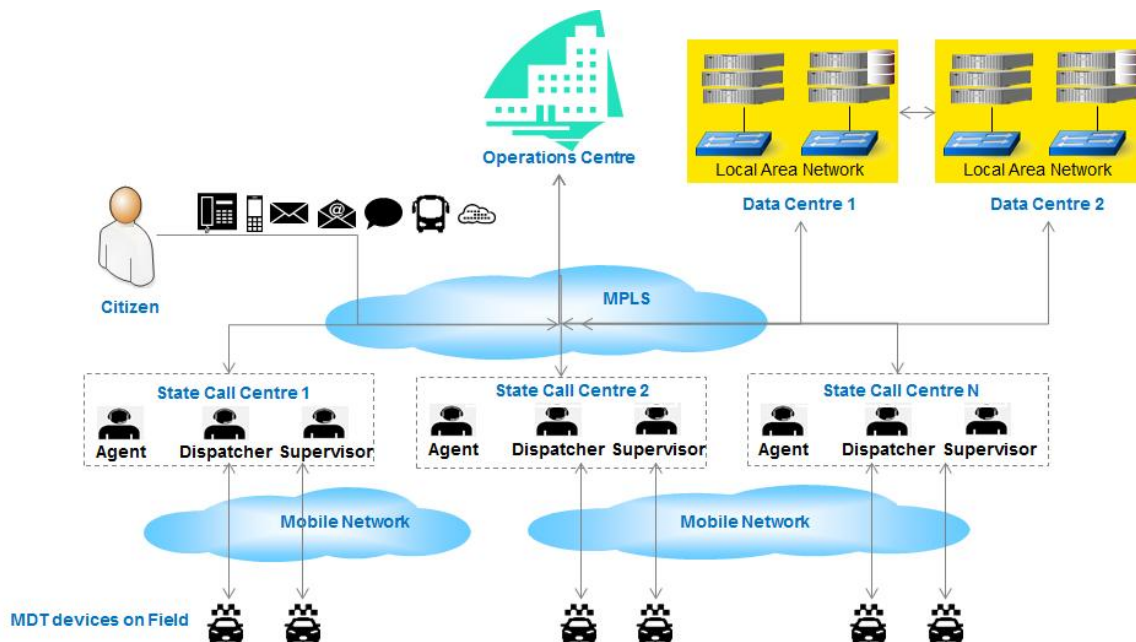 Operations Centre
Local Area Network
Local Area Network
Data Centre 1
Data Centre 2
Citizen
MPLS
State Call Centre 1
Agent
Dispatcher
Supervisor
State Call Centre 2
Agent
Dispatcher
Supervisor
State Call Centre N
Agent
Dispatcher
Supervisor
Mobile Network
Mobile Network
MDT devices on Field